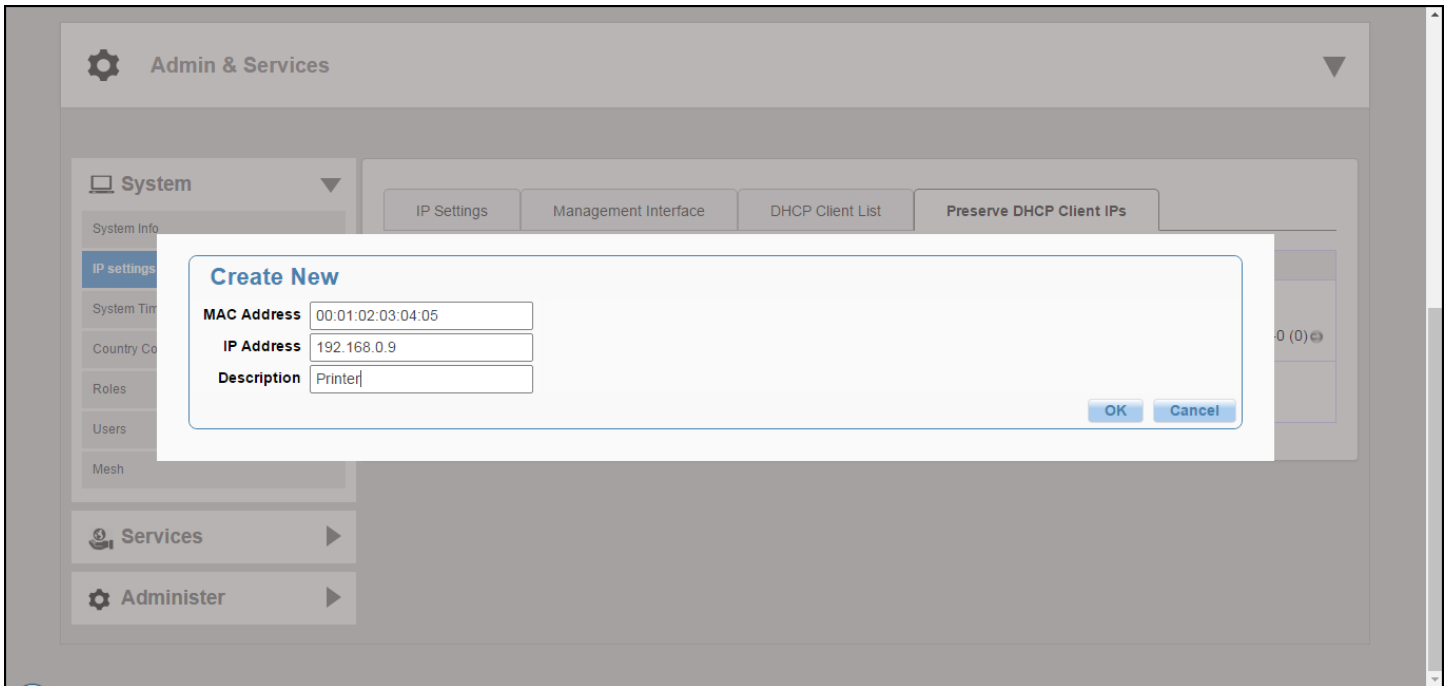 Admin & Services
System
IP Settings
Management Interface
DHCP Client List
Preserve DHCP Client IPs
System Info
IP settings
System Tim
Country Co
Roles
Users
Mesh
Create New
MAC Address 00:01:02:03:04:05
IP Address 192.168.0.9
Description Printer
OK Cancel
0 (0)
Services
Administer